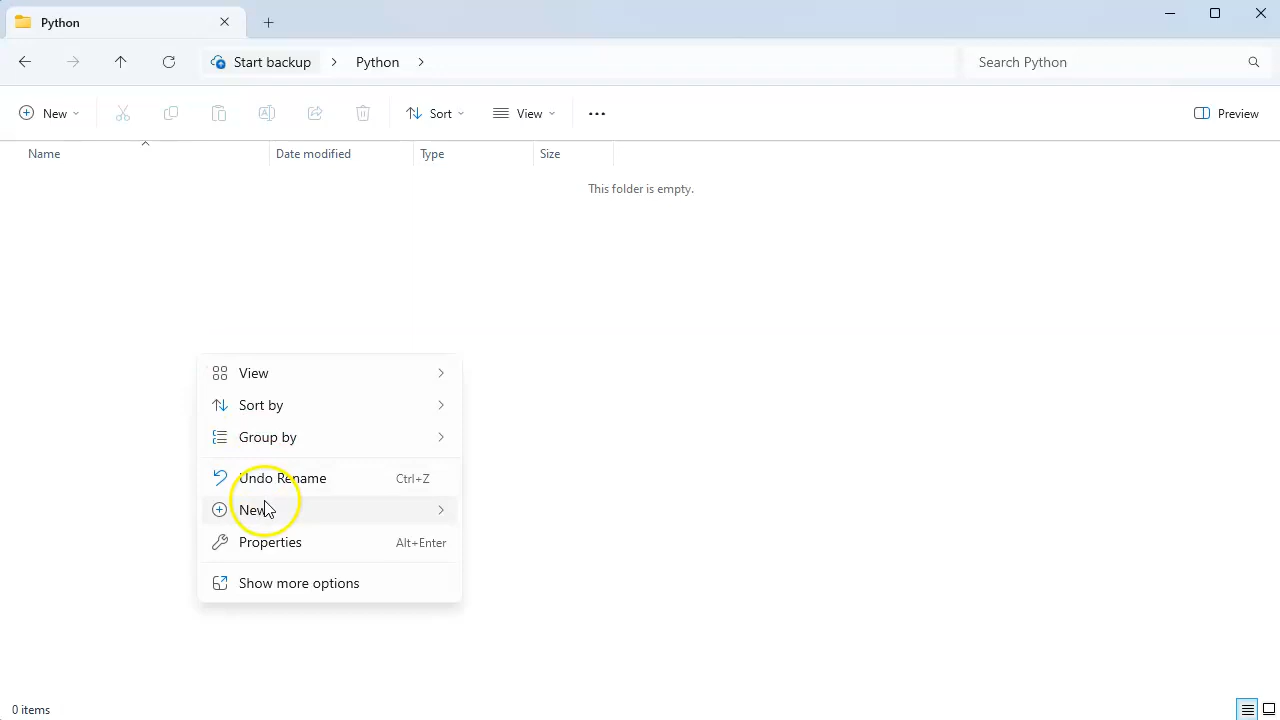 Python
Start backup > Python >
Search Python
New
Sort
View
Preview
Name Date modified Type Size
This folder is empty.
View
Sort by
Group by
Undo Rename Ctrl+Z
New
Properties Alt+Enter
Show more options
0 items